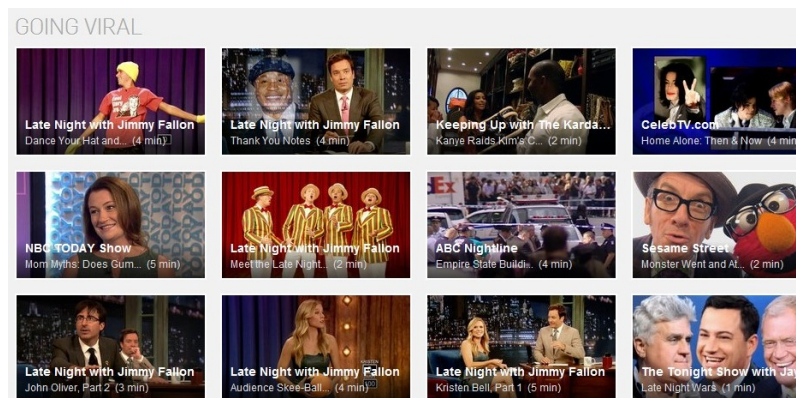 GOING VIRAL
Late Night with Jimmy Fallon
Dance Your Hat and... (4 min)
Late Night with Jimmy Fallon
Thank You Notes (4 min)
Keeping Up with The Karda...
Kanye Raids Kim's C... (2 min)
CelebTV.com
Home Alone: Then & Now (4 min
NBC TODAY Show
Mom Myths: Does Gum... (5 min)
Late Night with Jimmy Fallon
Meet the Late Night... (2 min)
Ex
ABC Nightline
Empire State Buildi... (4 min)
Sesame Street
Monster Went and At... (2 min)
Late Night with Jimmy Fallon
John Oliver, Part 2 (3 min)
Late Night with Jimmy Fallon
Audience Skee-Ball... (4 min)
KRISTEN
100
Late Night with Jimmy Fallon
Kristen Bell, Part 1 (5 min)
The Tonight Show with Jay
Late Night Wars (1 min)